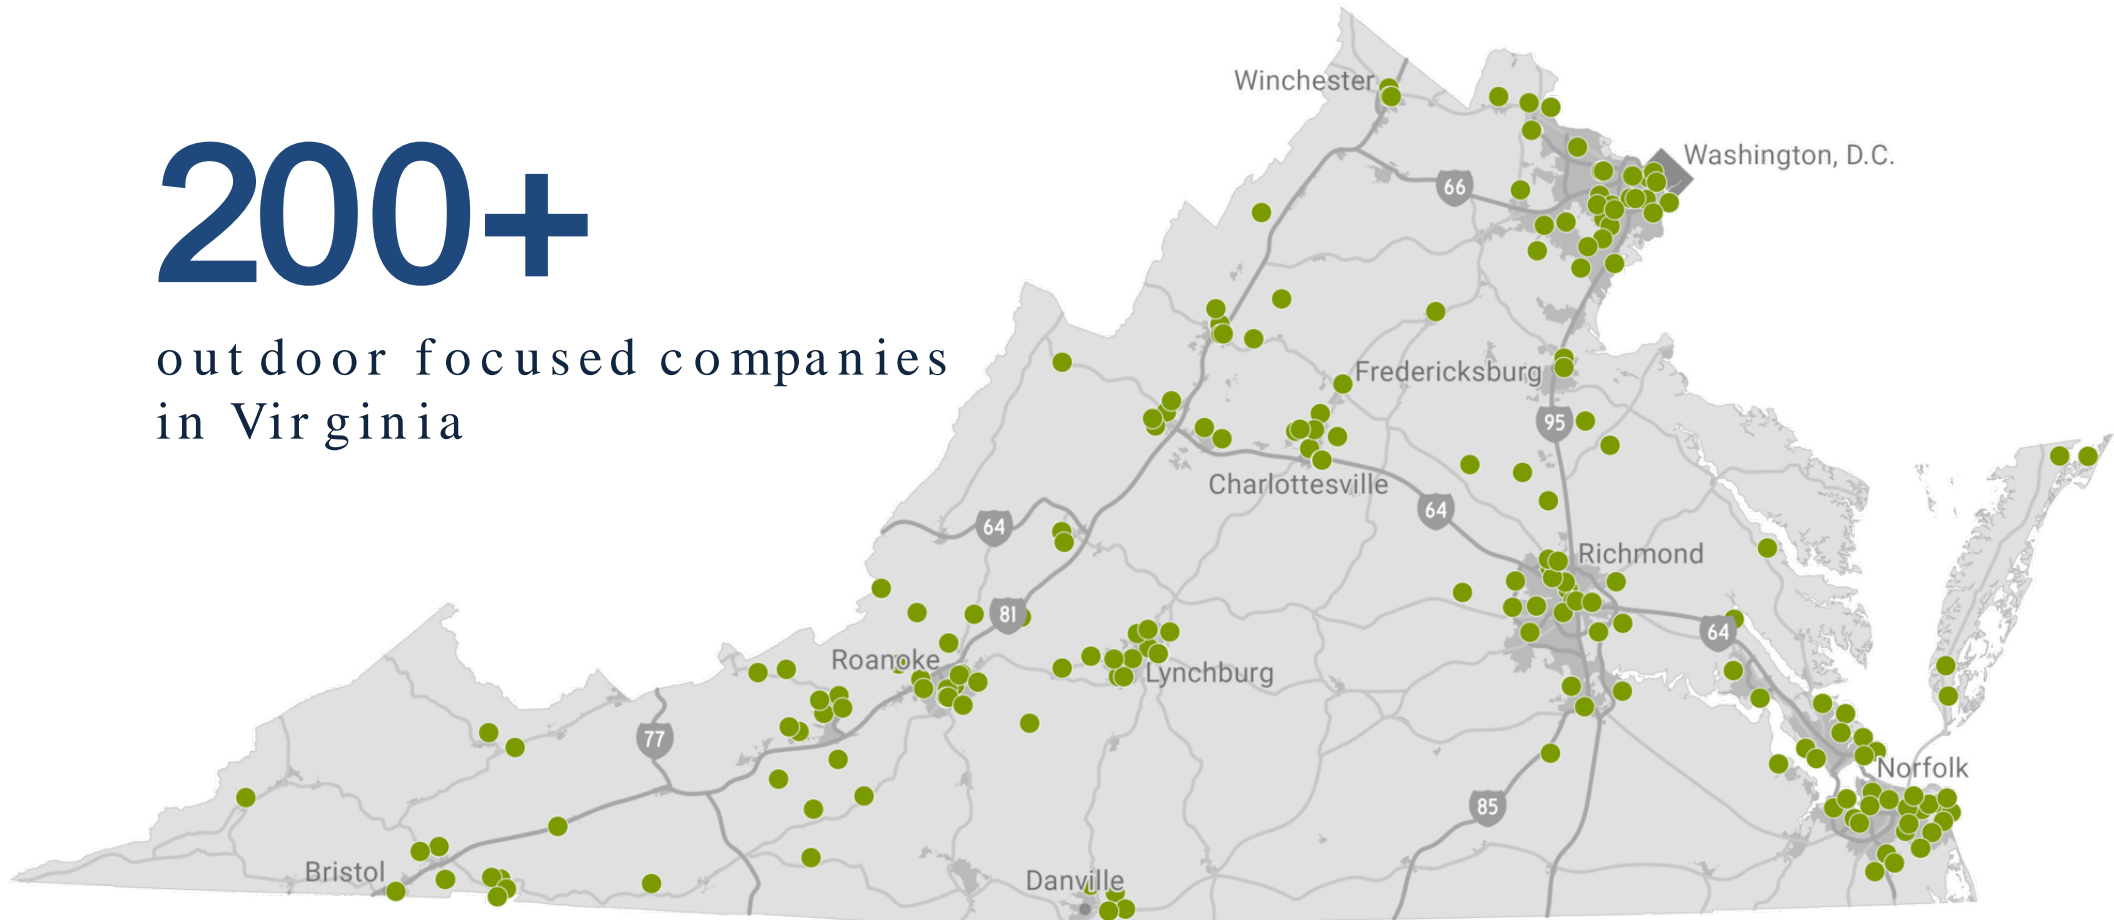 200+
outdoor focused companies
in Virginia
Winchester
Washington, D.C.
66
Fredericksburg
95
Charlottesville
64
64
Richmond
81
64
Roanoke
Lynchburg
77
Norfolk
85
Bristol
Danville